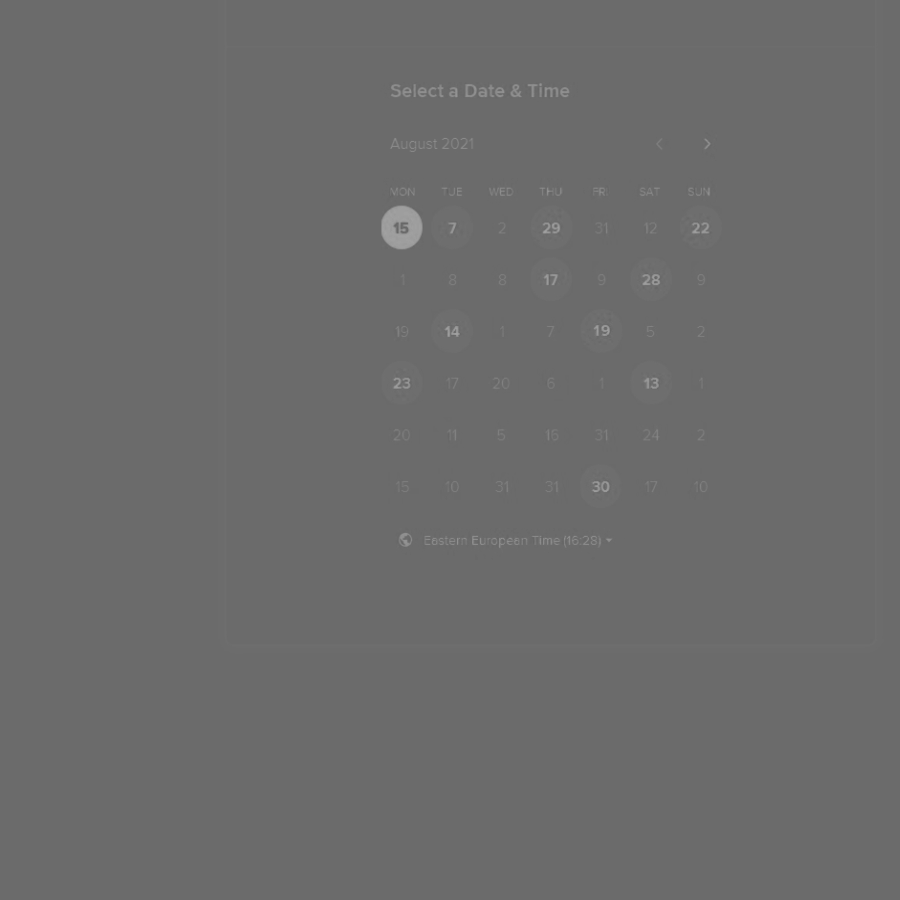 Select a Date & Time
August 2021
MON TUE WED THU FRI SAT SUN
15 7 2 29 31 12 22
1 8 8 17 9 28 9
19 14 1 7 19 5 2
23 17 20 6 1 13 1
20 11 5 15 31 24 2
15 10 31 31 30 17 10
Eastern European Time (16:28)